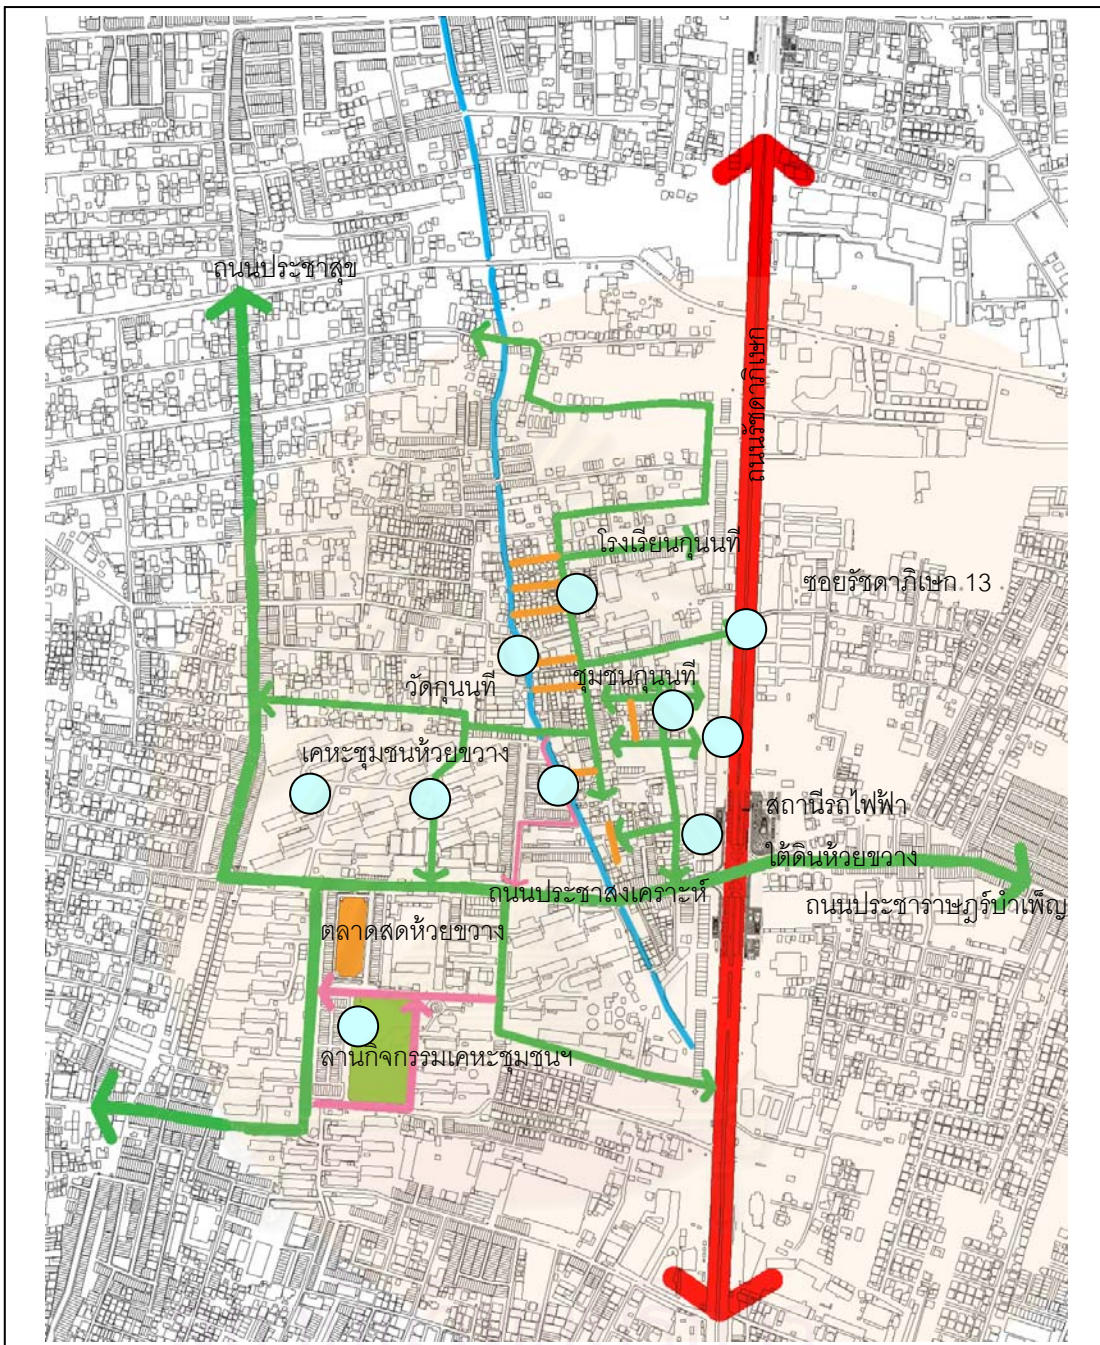 ถนนประชาสุข
ถนนรัชดาภิเษก
โรงเรียนกุนนที
ซอยรัชดาภิเษก 13
วัดกุนนที
ชุมชนกุนนที
เคหะชุมชนห้วยขวาง
สถานีรถไฟฟ้า
ใต้ดินห้วยขวาง
ถนนประชาสงเคราะห์
ถนนประชาราษฎร์บำเพ็ญ
ตลาดสดห้วยขวาง
ลานกิจกรรมเคหะชุมชนฯ